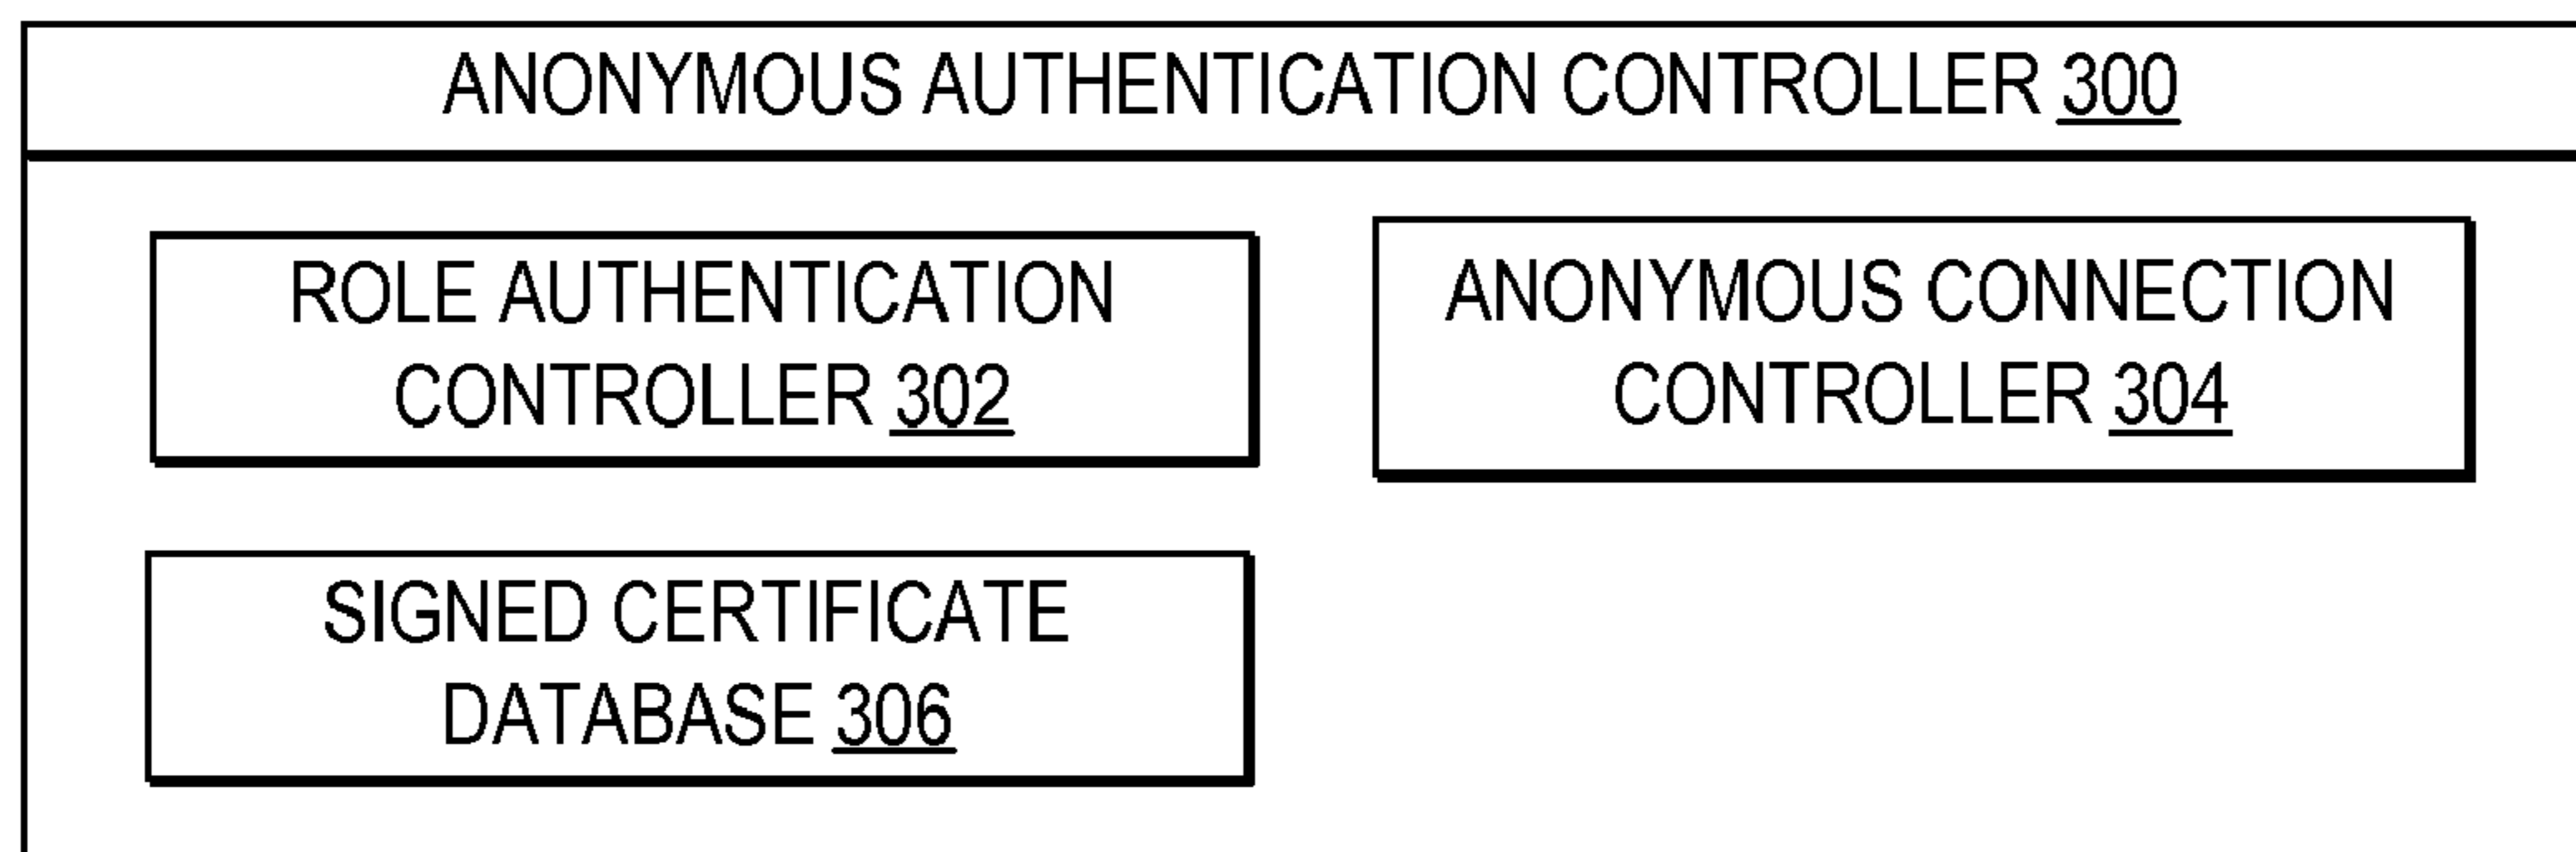 ANONYMOUS AUTHENTICATION CONTROLLER 300
ROLE AUTHENTICATION
CONTROLLER 302
ANONYMOUS CONNECTION
CONTROLLER 304
SIGNED CERTIFICATE
DATABASE 306